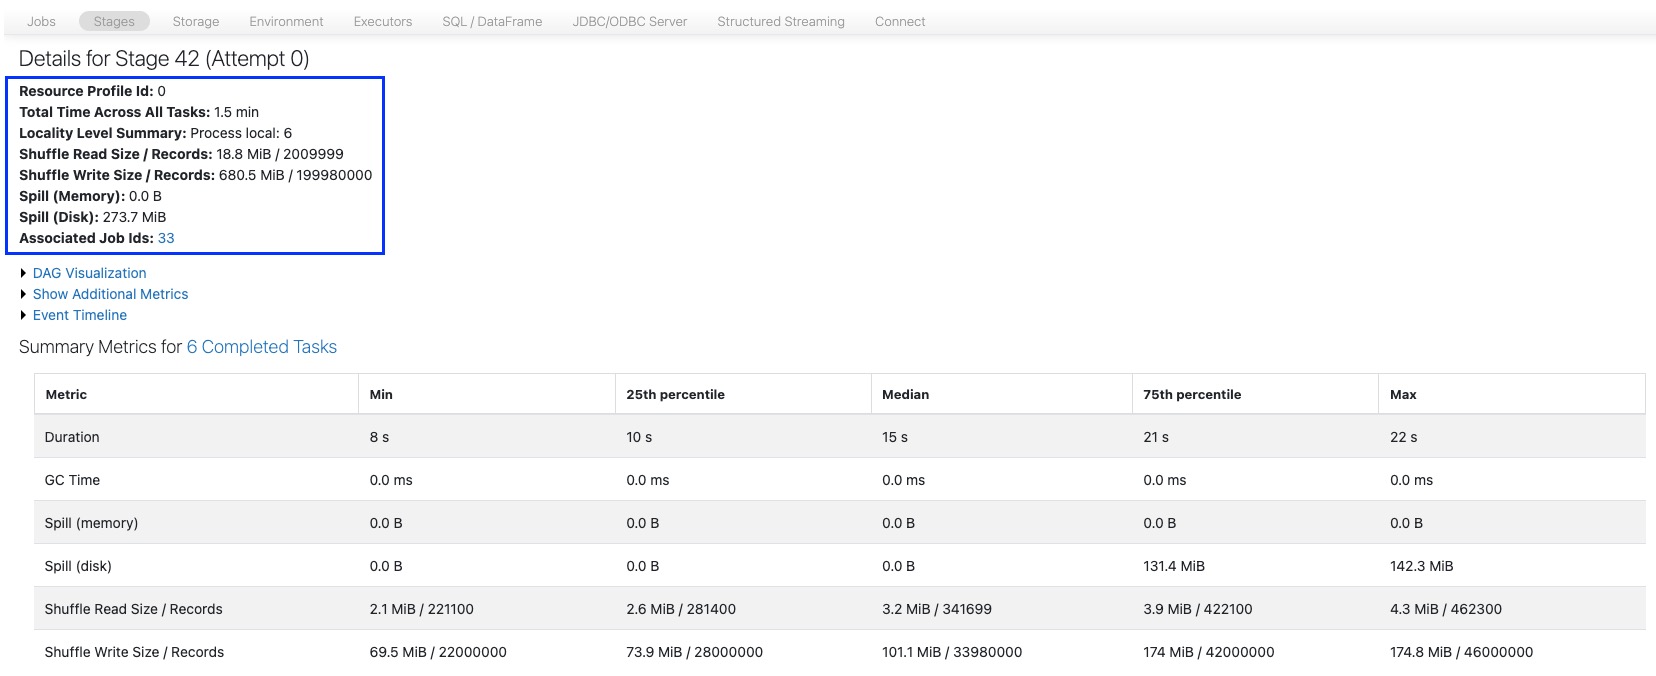 Jobs Stages Storage Environment Executors SQL / DataFrame JDBC/ODBC Server Structured Streaming Connect
Details for Stage 42 (Attempt 0)
Resource Profile Id: 0
Total Time Across All Tasks: 1.5 min
Locality Level Summary: Process local: 6
Shuffle Read Size / Records: 18.8 MiB / 2009999
Shuffle Write Size / Records: 680.5 MiB / 199980000
Spill (Memory): 0.0 B
Spill (Disk): 273.7 MiB
Associated Job Ids: 33
DAG Visualization
Show Additional Metrics
Event Timeline
Summary Metrics for 6 Completed Tasks
Metric Min 25th percentile Median 75th percentile Max
Duration 8 s 10 s 15 s 21 s 22 s
GC Time 0.0 ms 0.0 ms 0.0 ms 0.0 ms 0.0 ms
Spill (memory) 0.0 B 0.0 B 0.0 B 0.0 B 0.0 B
Spill (disk) 0.0 B 0.0 B 0.0 B 131.4 MiB 142.3 MiB
Shuffle Read Size / Records 2.1 MiB / 221100 2.6 MiB / 281400 3.2 MiB / 341699 3.9 MiB / 422100 4.3 MiB / 462300
Shuffle Write Size / Records 69.5 MiB / 22000000 73.9 MiB / 28000000 101.1 MiB / 33980000 174 MiB / 42000000 174.8 MiB / 46000000